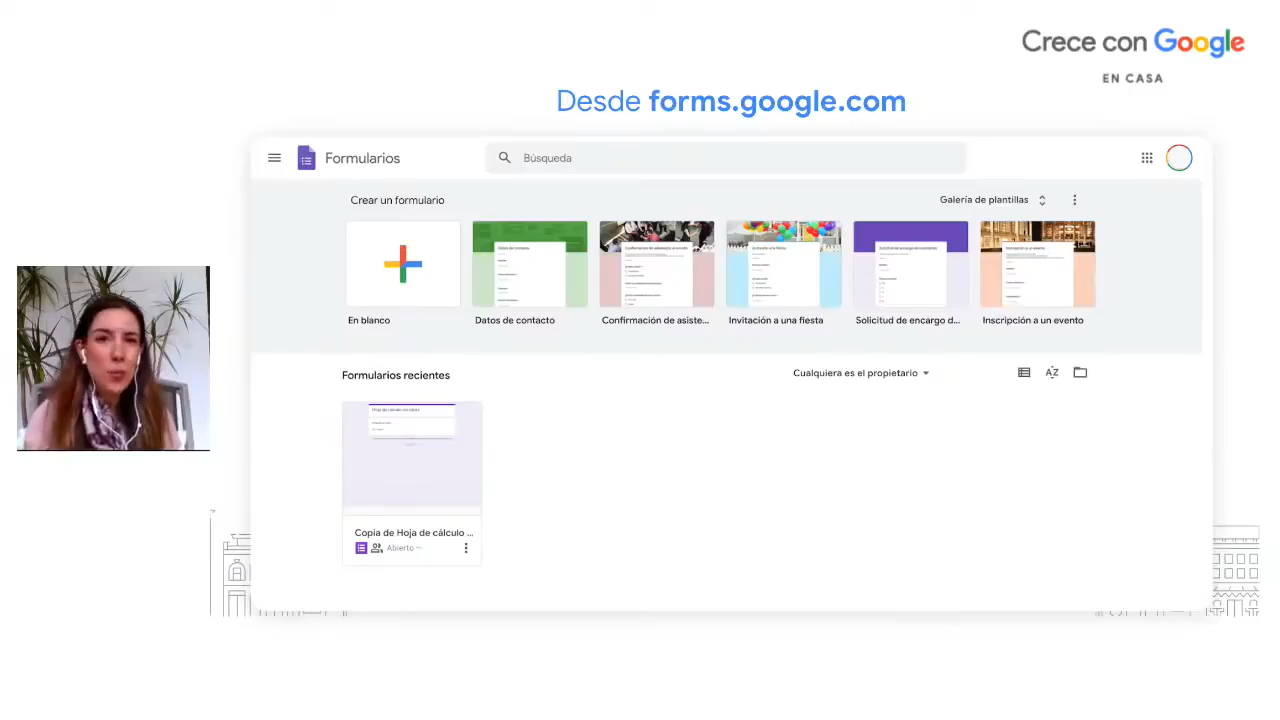 Crece con Google
EN CASA
Desde forms.google.com
Formularios
Búsqueda
Crear un formulario
Galería de plantillas
En blanco
Datos de contacto
Confirmación de asiste...
Invitación a una fiesta
Solicitud de encargo d...
Inscripción a un evento
Formularios recientes
Cualquiera es el propietario
AZ
Copia de Hoja de cálculo ...
Abierto